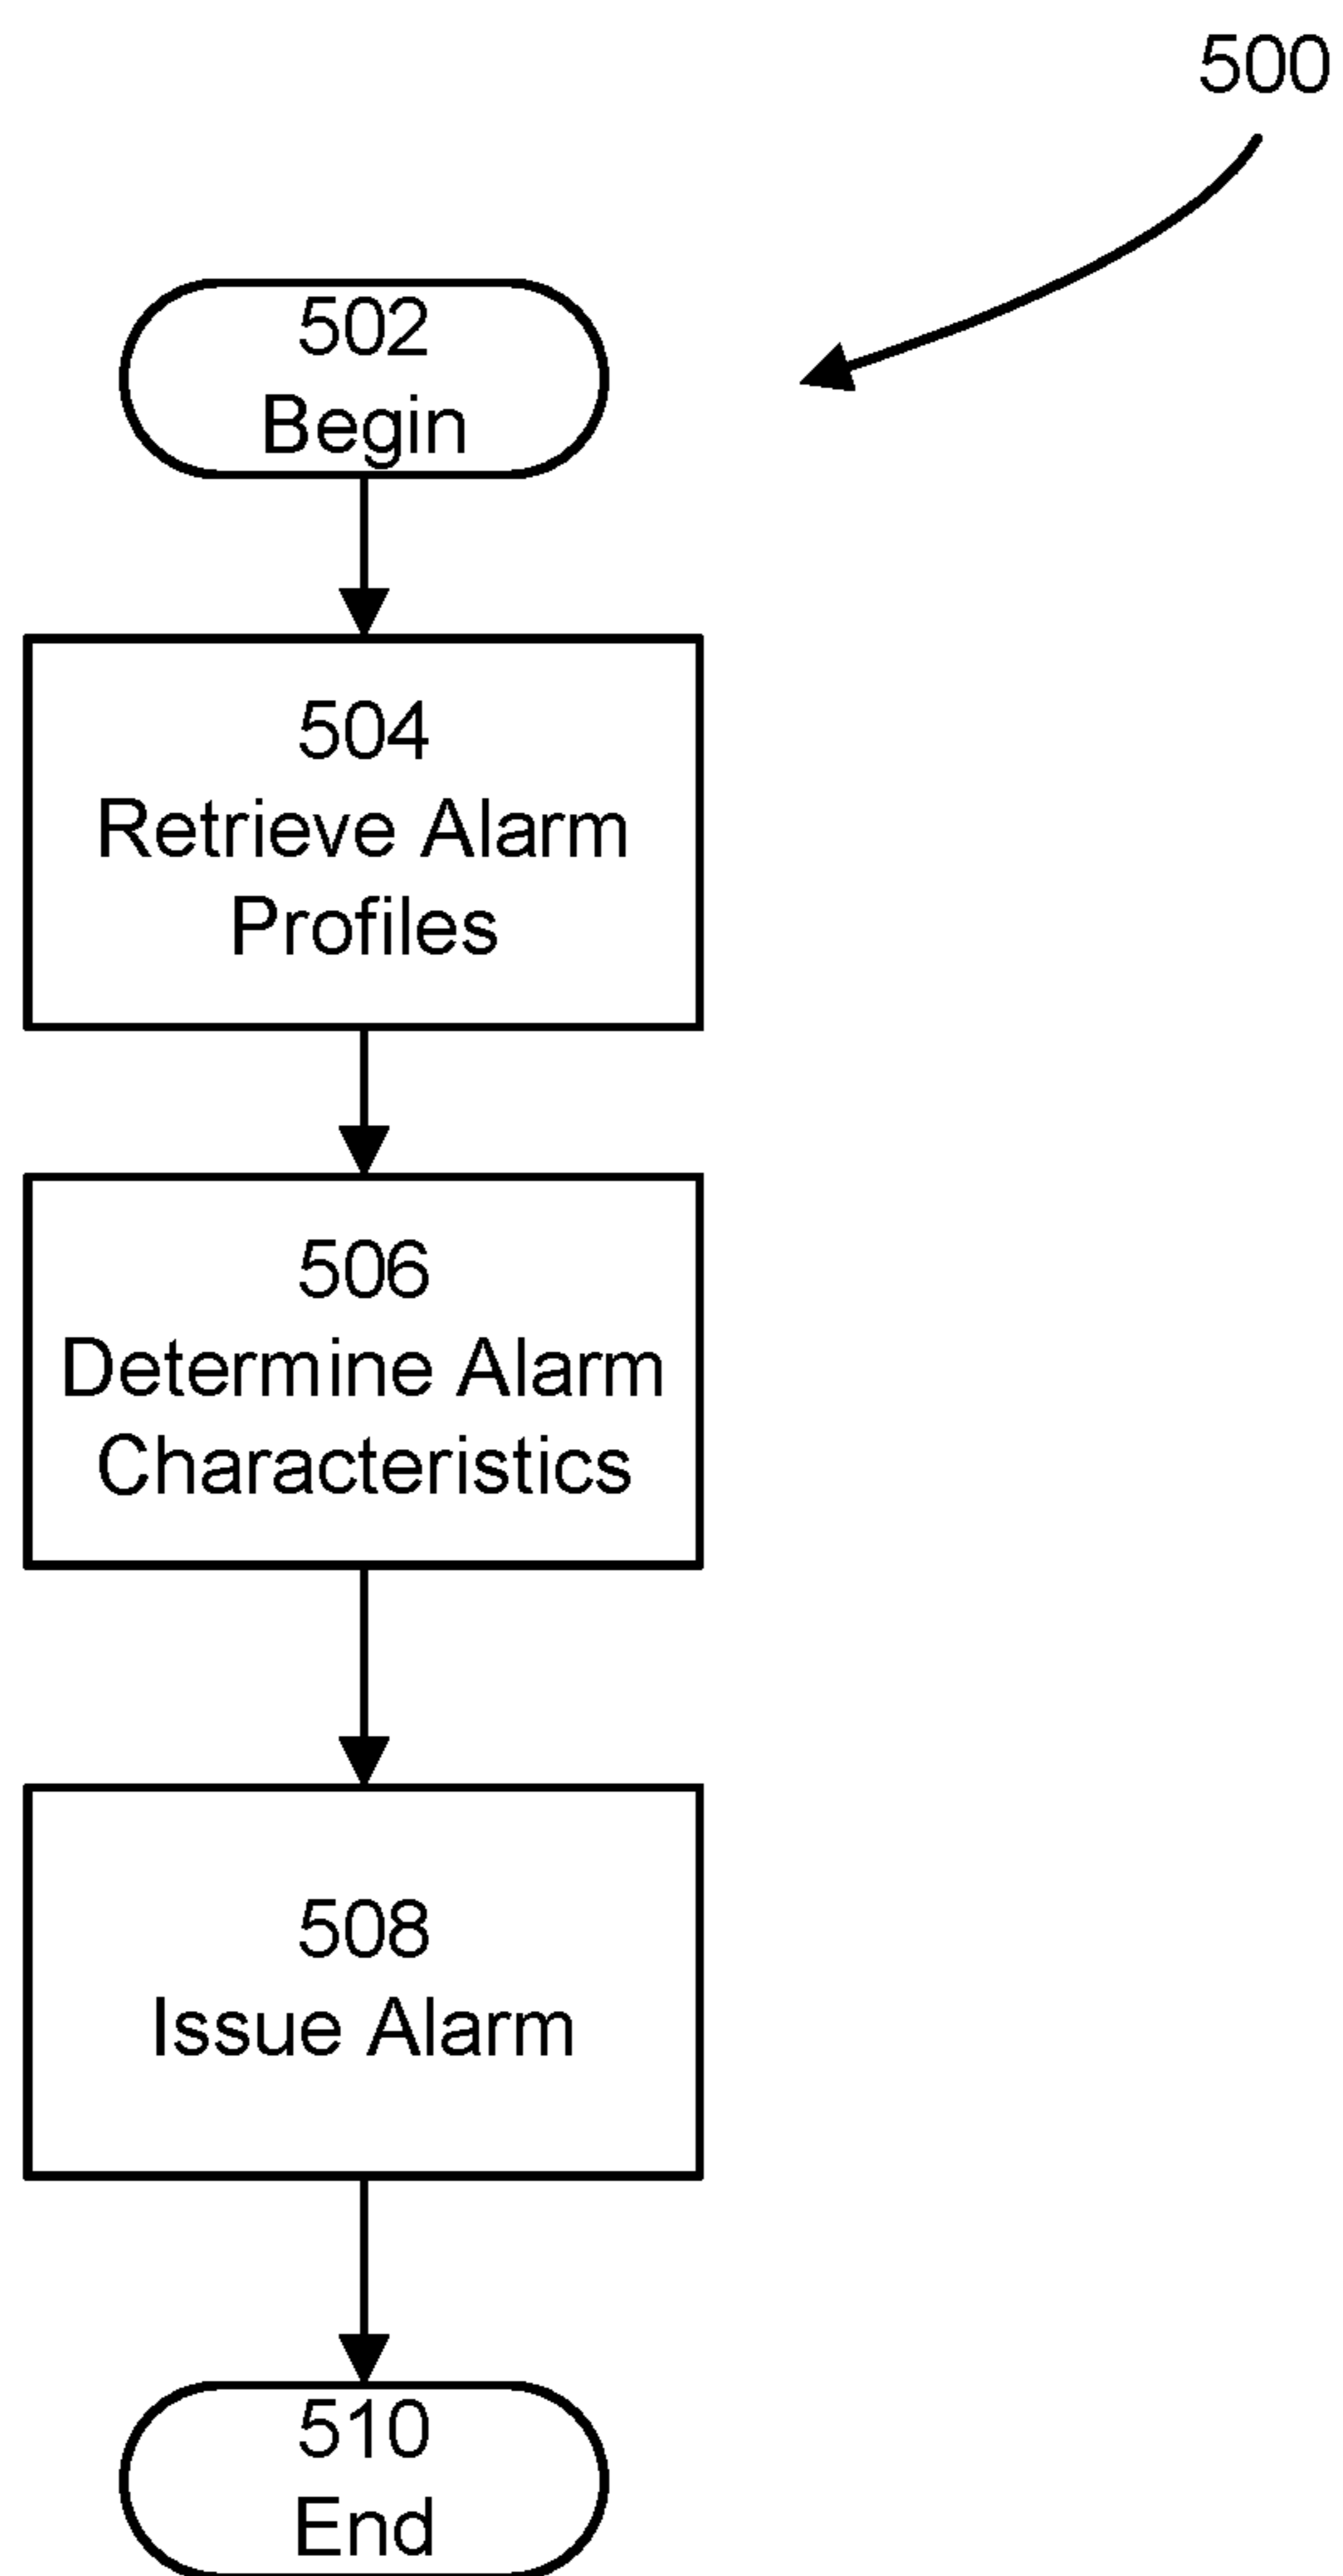 500
502
Begin
504
Retrieve Alarm
Profiles
506
Determine Alarm
Characteristics
508
Issue Alarm
510
End